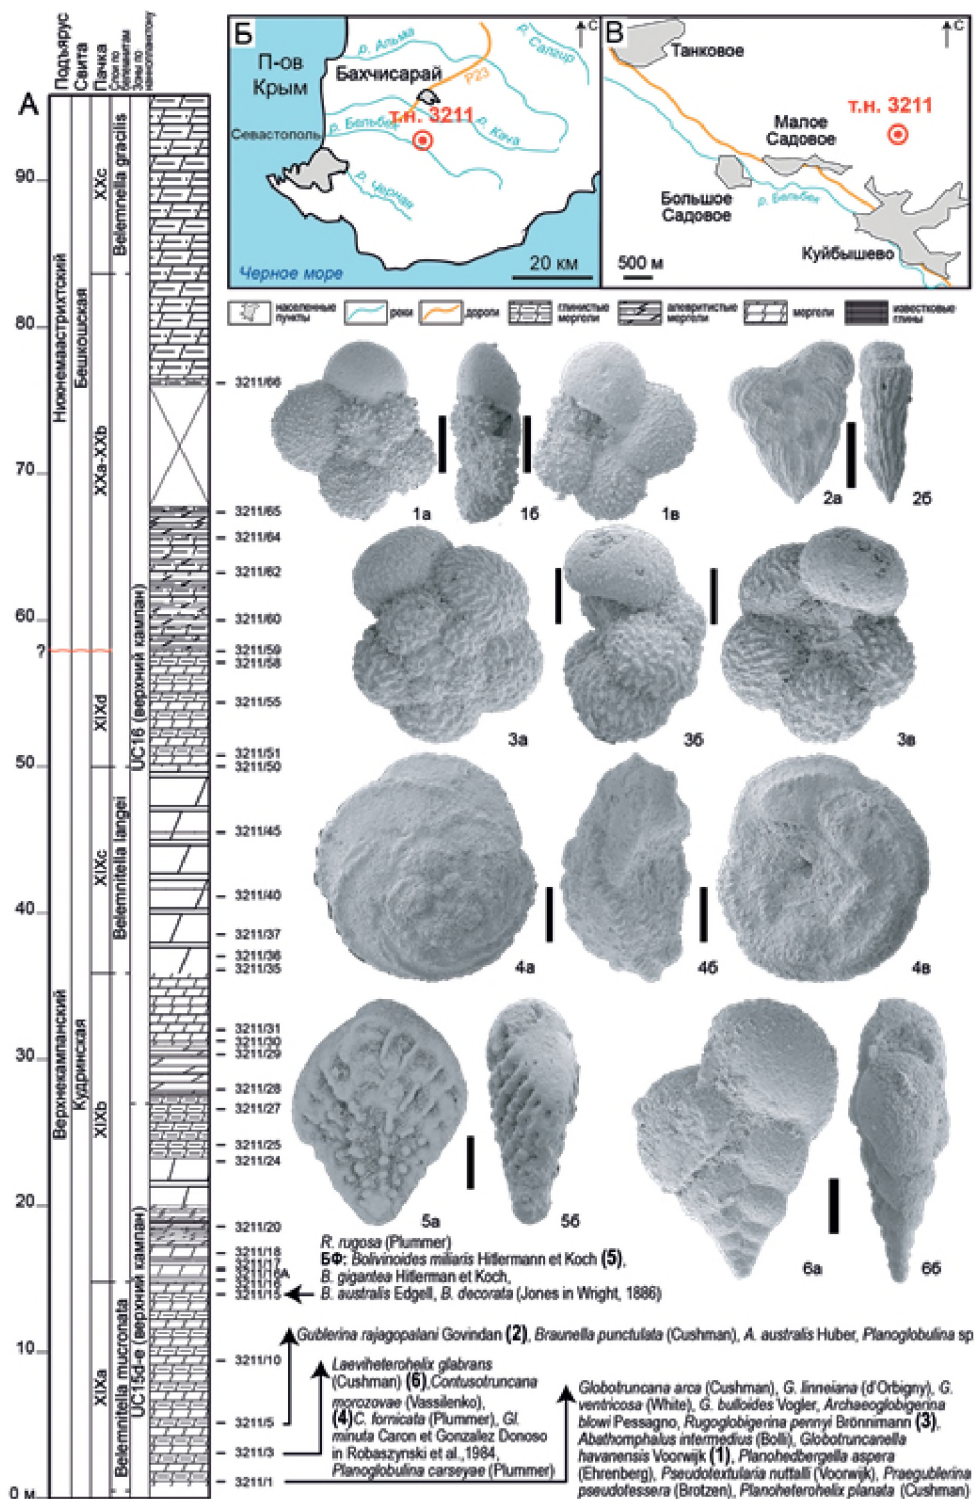 Подъярус
Свита
Пачка
Слои по белемнитам
Зоны по наннопланктону
А
Б
В
С
С
П-ов
Крым
р. Альма
р. Салгир
Бахчисарай
Р23
т.н. 3211
Севастополь
р. Бельбек
р. Кача
р. Черная
Черное море
20 км
Танковое
т.н. 3211
Малое
Садовое
Большое
Садовое
р. Бельбек
Куйбышево
500 м
населенные
пункты
реки
дороги
глинистые
мергели
алевритистые
мергели
мергели
известковые
глины
90
80
70
60
?
50
40
30
20
10
0 м
Нижнемаастрихтский
Верхнекампанский
Башкошская
Кудринская
XXc
XXa-XXb
XIXd
XIXc
XIXb
XIXa
Belemnella gracilis
Belemnitella langei
Belemnitella mucronata
UC16 (верхний кампан)
UC15d-e (верхний кампан)
3211/66
3211/65
3211/64
3211/62
3211/60
3211/59
3211/58
3211/55
3211/51
3211/50
3211/45
3211/40
3211/37
3211/36
3211/35
3211/31
3211/30
3211/29
3211/28
3211/27
3211/25
3211/24
3211/20
3211/18
3211/17
3211/16А
3211/16
3211/15
3211/10
3211/5
3211/3
3211/1
1а
1б
1в
2а
2б
3а
3б
3в
4а
4б
4в
5а
5б
6а
6б
R. rugosa (Plummer)
БФ: Bolivinoides miliaris Hitlermann et Koch (5),
B. gigantea Hitlerman et Koch,
B. australis Edgell, B. decorata (Jones in Wright, 1886)
Gublerina rajagopalani Govindan (2), Braunella punctulata (Cushman), A. australis Huber, Planoglobulina sp
Laeviheterohelix glabrans
(Cushman) (6),Contusotruncana
morozovae (Vassilenko),
(4)C. fornicata (Plummer), Gl.
minuta Caron et Gonzalez Donoso
in Robaszynski et al.,1984,
Planoglobulina carseyae (Plummer)
Globotruncana arca (Cushman), G. linneiana (d'Orbigny), G.
ventricosa (White), G. bulloides Vogler, Archaeoglobigerina
blowi Pessagno, Rugoglobigerina pennyi Brönnimann (3),
Abathomphalus intermedius (Bolli), Globotruncanella
havanensis Voorwijk (1), Planohedbergella aspera
(Ehrenberg), Pseudotextularia nuttalli (Voorwijk), Praegublerina
pseudotessera (Brotzen), Planoheterohelix planata (Cushman)